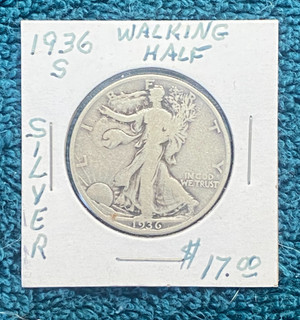 1936
S
WALKING
HALF
SILVER
LIBERTY
IN GOD
WE TRUST
1936
$17.00